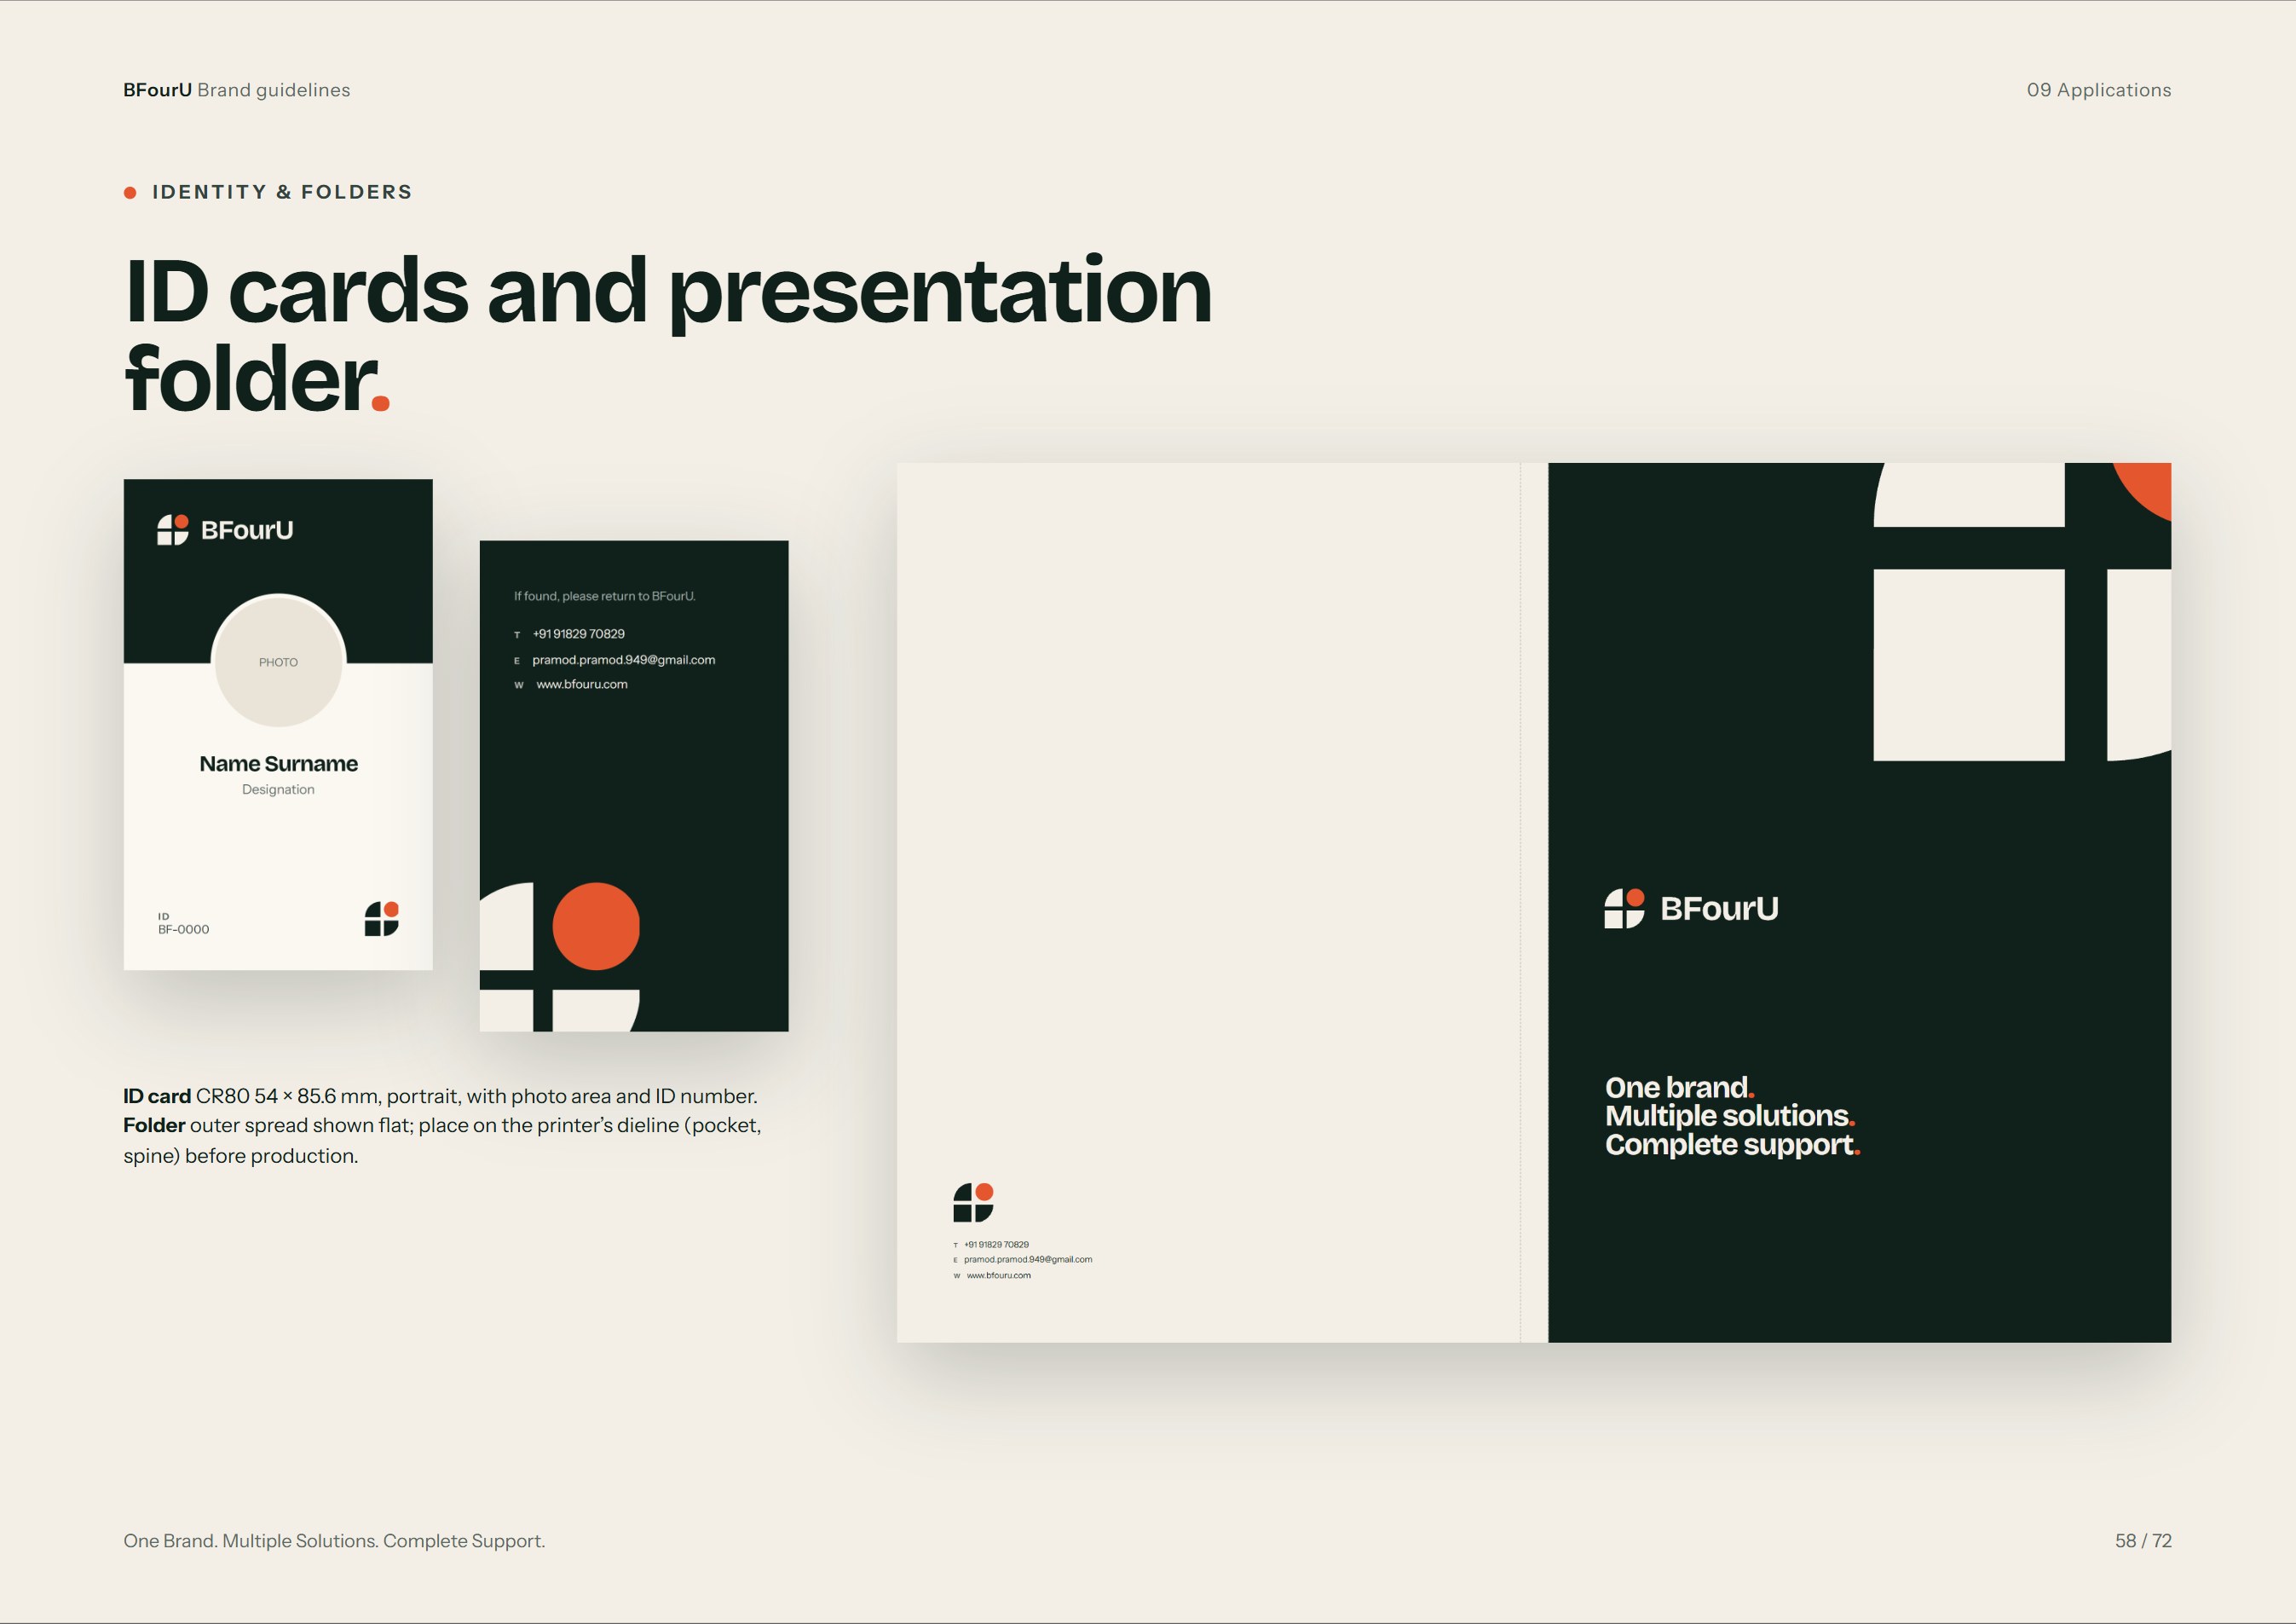 BFourU Brand guidelines
09 Applications
IDENTITY & FOLDERS
ID cards and presentation
folder.
BFourU
PHOTO
Name Surname
Designation
ID
BF-0000
If found, please return to BFourU.
T +91 91829 70829
E pramod.pramod.949@gmail.com
W www.bfouru.com
ID card CR80 54 × 85.6 mm, portrait, with photo area and ID number.
Folder outer spread shown flat; place on the printer’s dieline (pocket,
spine) before production.
T +91 91829 70829
E pramod.pramod.949@gmail.com
W www.bfouru.com
BFourU
One brand.
Multiple solutions.
Complete support.
One Brand. Multiple Solutions. Complete Support.
58 / 72